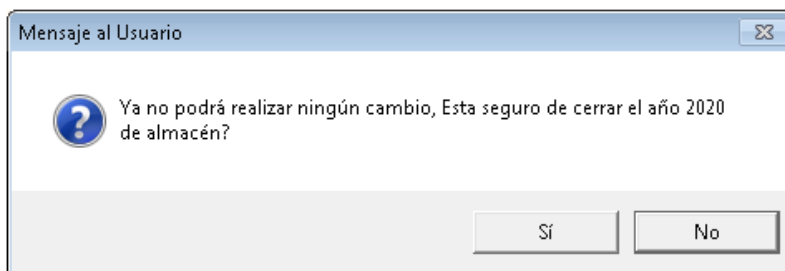 Mensaje al Usuario
Ya no podrá realizar ningún cambio, Esta seguro de cerrar el año 2020
de almacén?
Sí
No